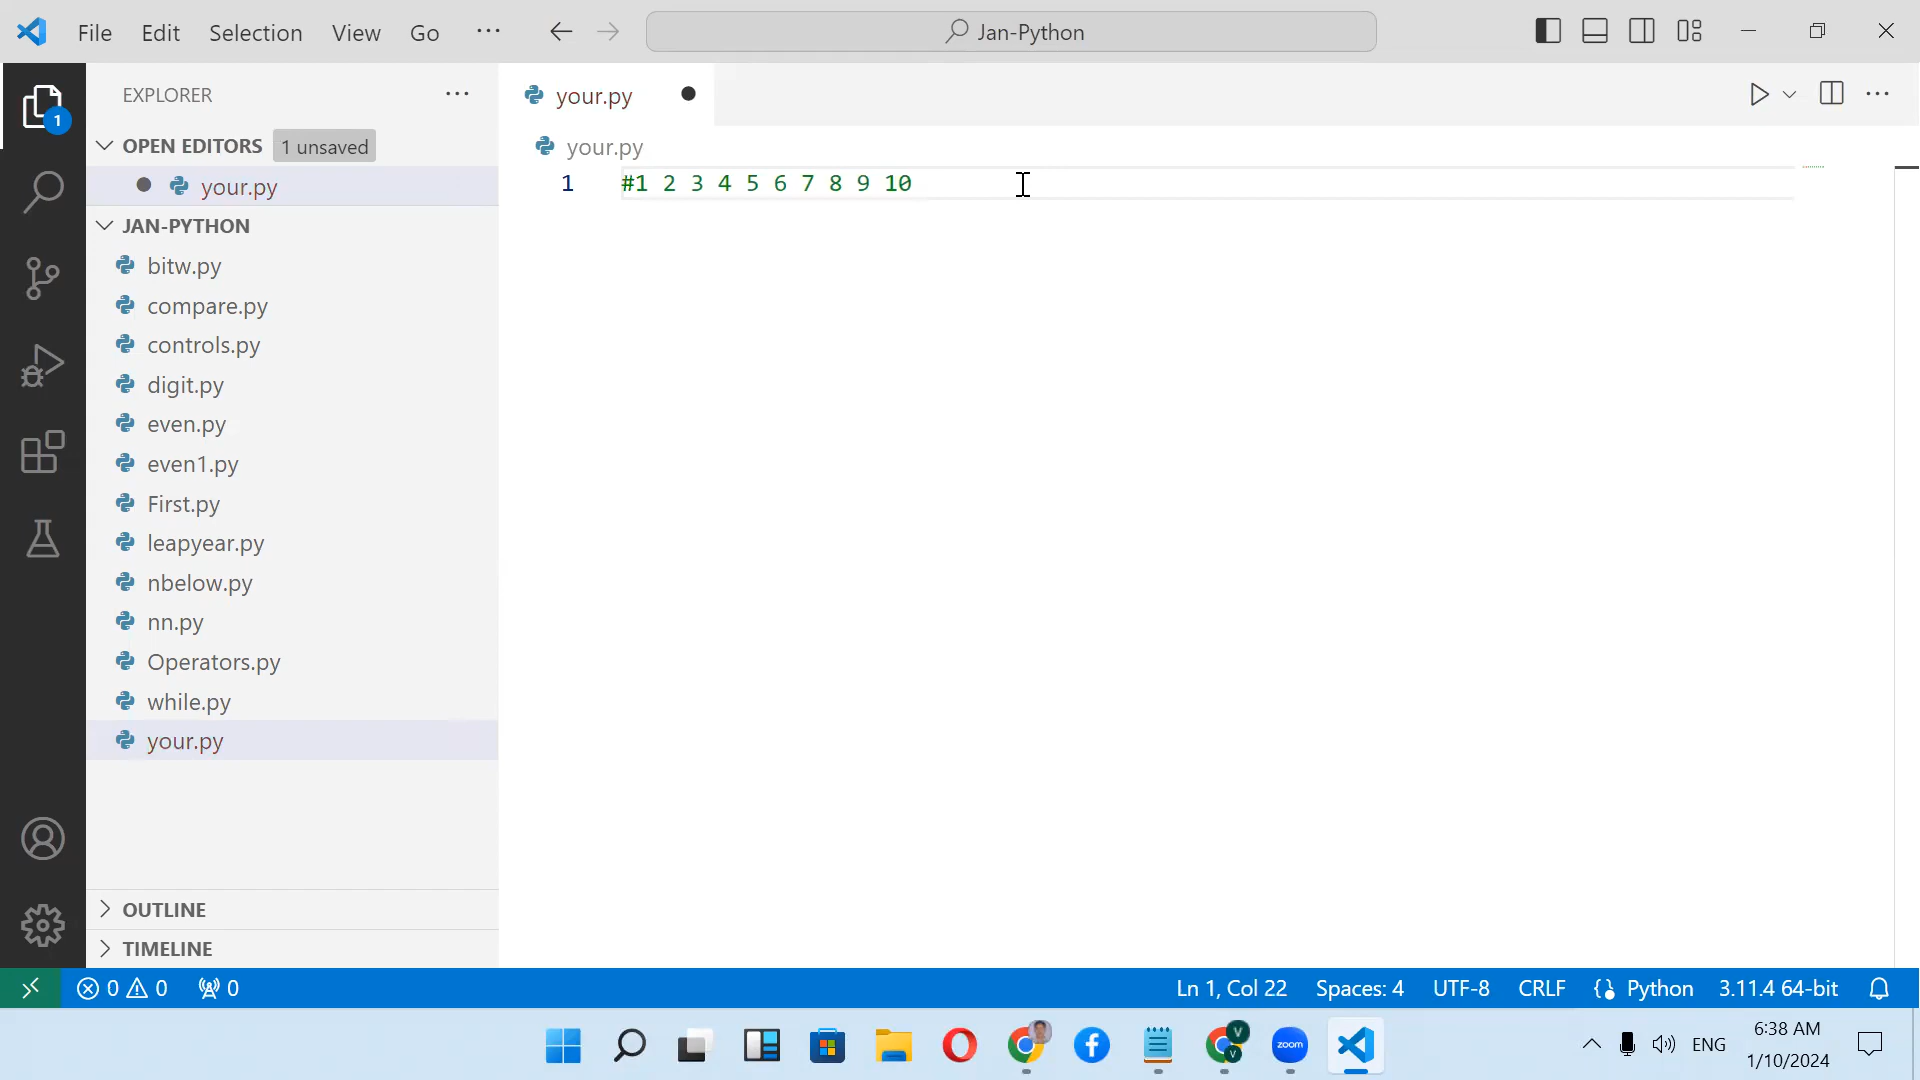 File Edit Selection View Go ··· Jan-Python
EXPLORER ···
OPEN EDITORS 1 unsaved
your.py
JAN-PYTHON
bitw.py
compare.py
controls.py
digit.py
even.py
even1.py
First.py
leapyear.py
nbelow.py
nn.py
Operators.py
while.py
your.py
OUTLINE
TIMELINE
1
your.py
your.py
1 #1 2 3 4 5 6 7 8 9 10
0 0 0 Ln 1, Col 22 Spaces: 4 UTF-8 CRLF {} Python 3.11.4 64-bit
V
V
zoom
ENG
6:38 AM
1/10/2024